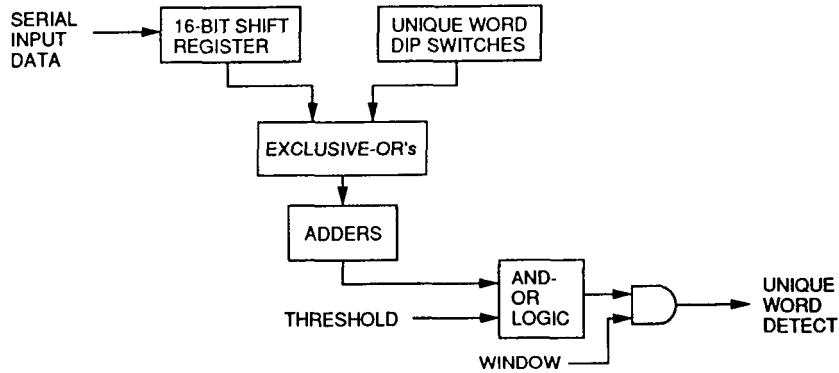 SERIAL
INPUT
DATA
16-BIT SHIFT
REGISTER
UNIQUE WORD
DIP SWITCHES
EXCLUSIVE-OR's
ADDERS
THRESHOLD
AND-
OR
LOGIC
WINDOW
UNIQUE
WORD
DETECT